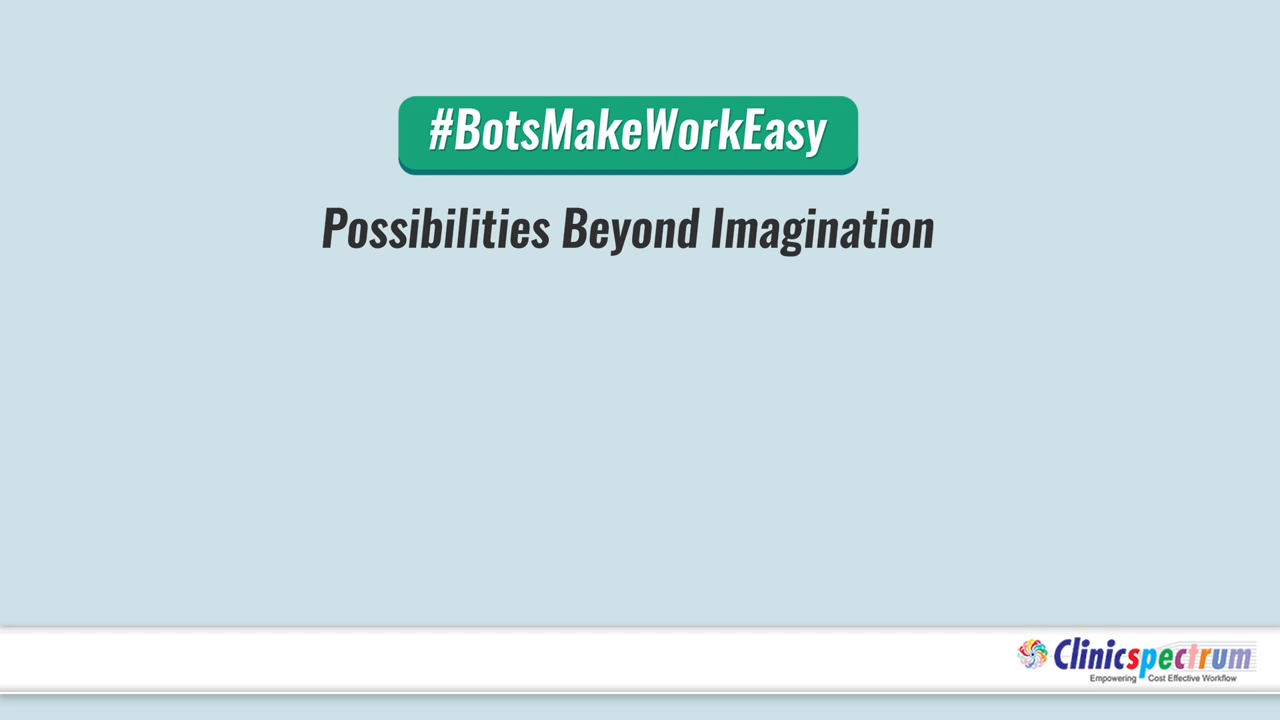 #BotsMakeWorkEasy
Possibilities Beyond Imagination
Clinicspectrum
Empowering Cost Effective Workflow